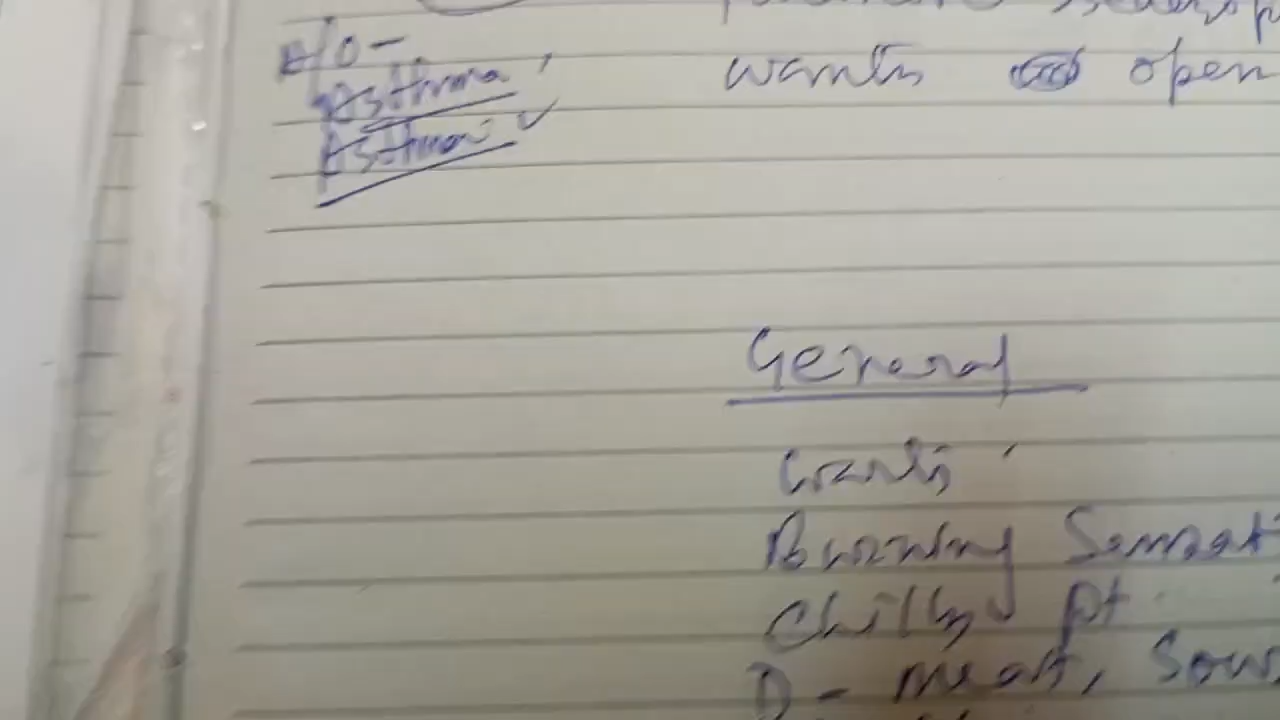 wants open
Asthma
Asthma
General
wants
Burning Sensat
Chilly pt.
D - meat, Sour